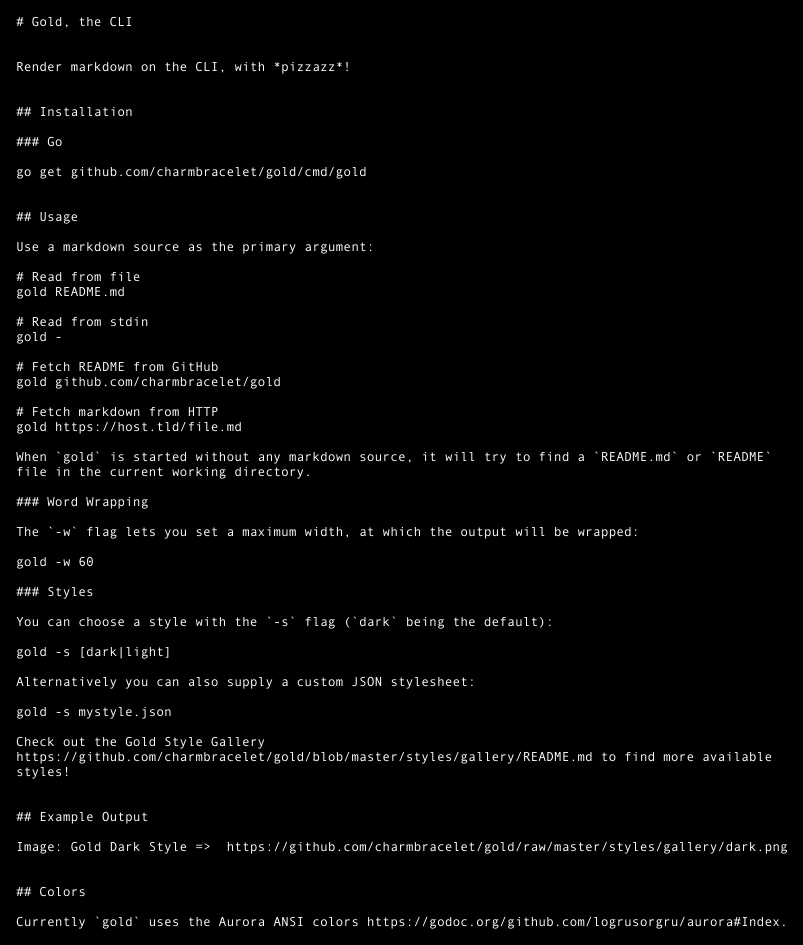 # Gold, the CLI
Render markdown on the CLI, with *pizzazz*!
## Installation
### Go
go get github.com/charmbracelet/gold/cmd/gold
## Usage
Use a markdown source as the primary argument:
# Read from file
gold README.md
# Read from stdin
gold -
# Fetch README from GitHub
gold github.com/charmbracelet/gold
# Fetch markdown from HTTP
gold https://host.tld/file.md
When `gold` is started without any markdown source, it will try to find a `README.md` or `README`
file in the current working directory.
### Word Wrapping
The `-w` flag lets you set a maximum width, at which the output will be wrapped:
gold -w 60
### Styles
You can choose a style with the `-s` flag (`dark` being the default):
gold -s [dark|light]
Alternatively you can also supply a custom JSON stylesheet:
gold -s mystyle.json
Check out the Gold Style Gallery
https://github.com/charmbracelet/gold/blob/master/styles/gallery/README.md to find more available
styles!
## Example Output
Image: Gold Dark Style =>  https://github.com/charmbracelet/gold/raw/master/styles/gallery/dark.png
## Colors
Currently `gold` uses the Aurora ANSI colors https://godoc.org/github.com/logrusorgru/aurora#Index.